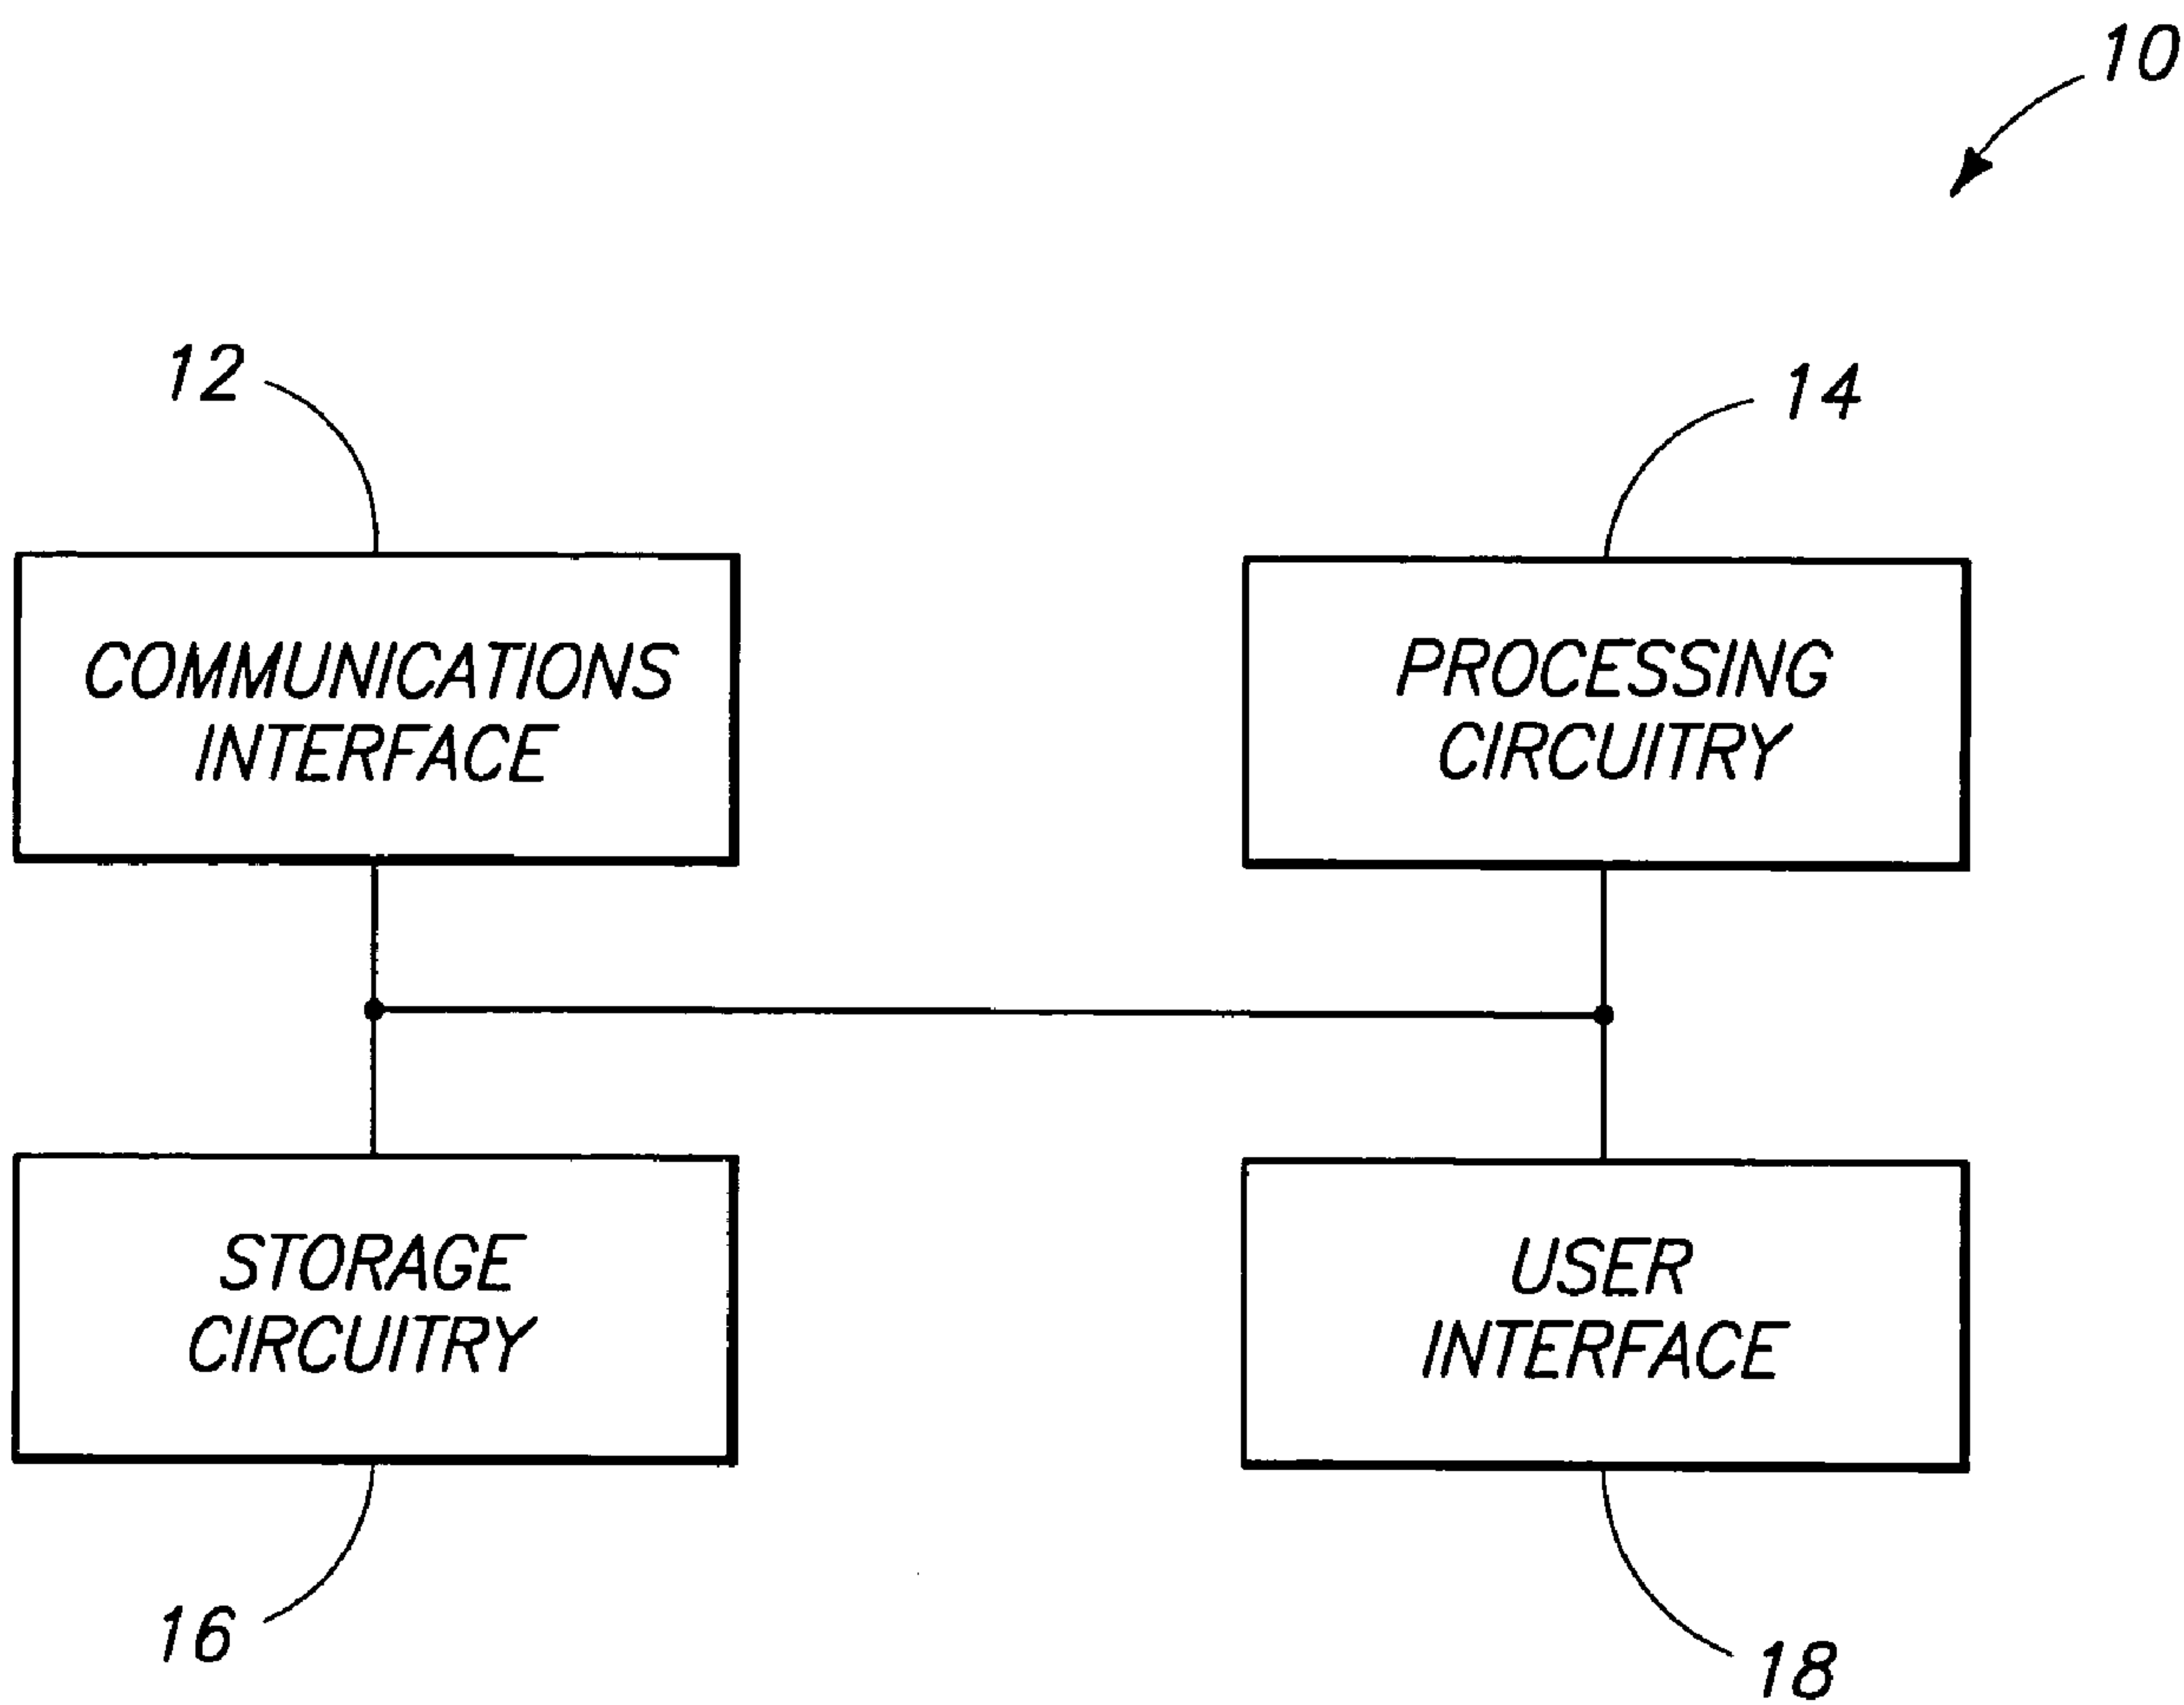 10
12
14
COMMUNICATIONS
INTERFACE
PROCESSING
CIRCUITRY
STORAGE
CIRCUITRY
USER
INTERFACE
16
18